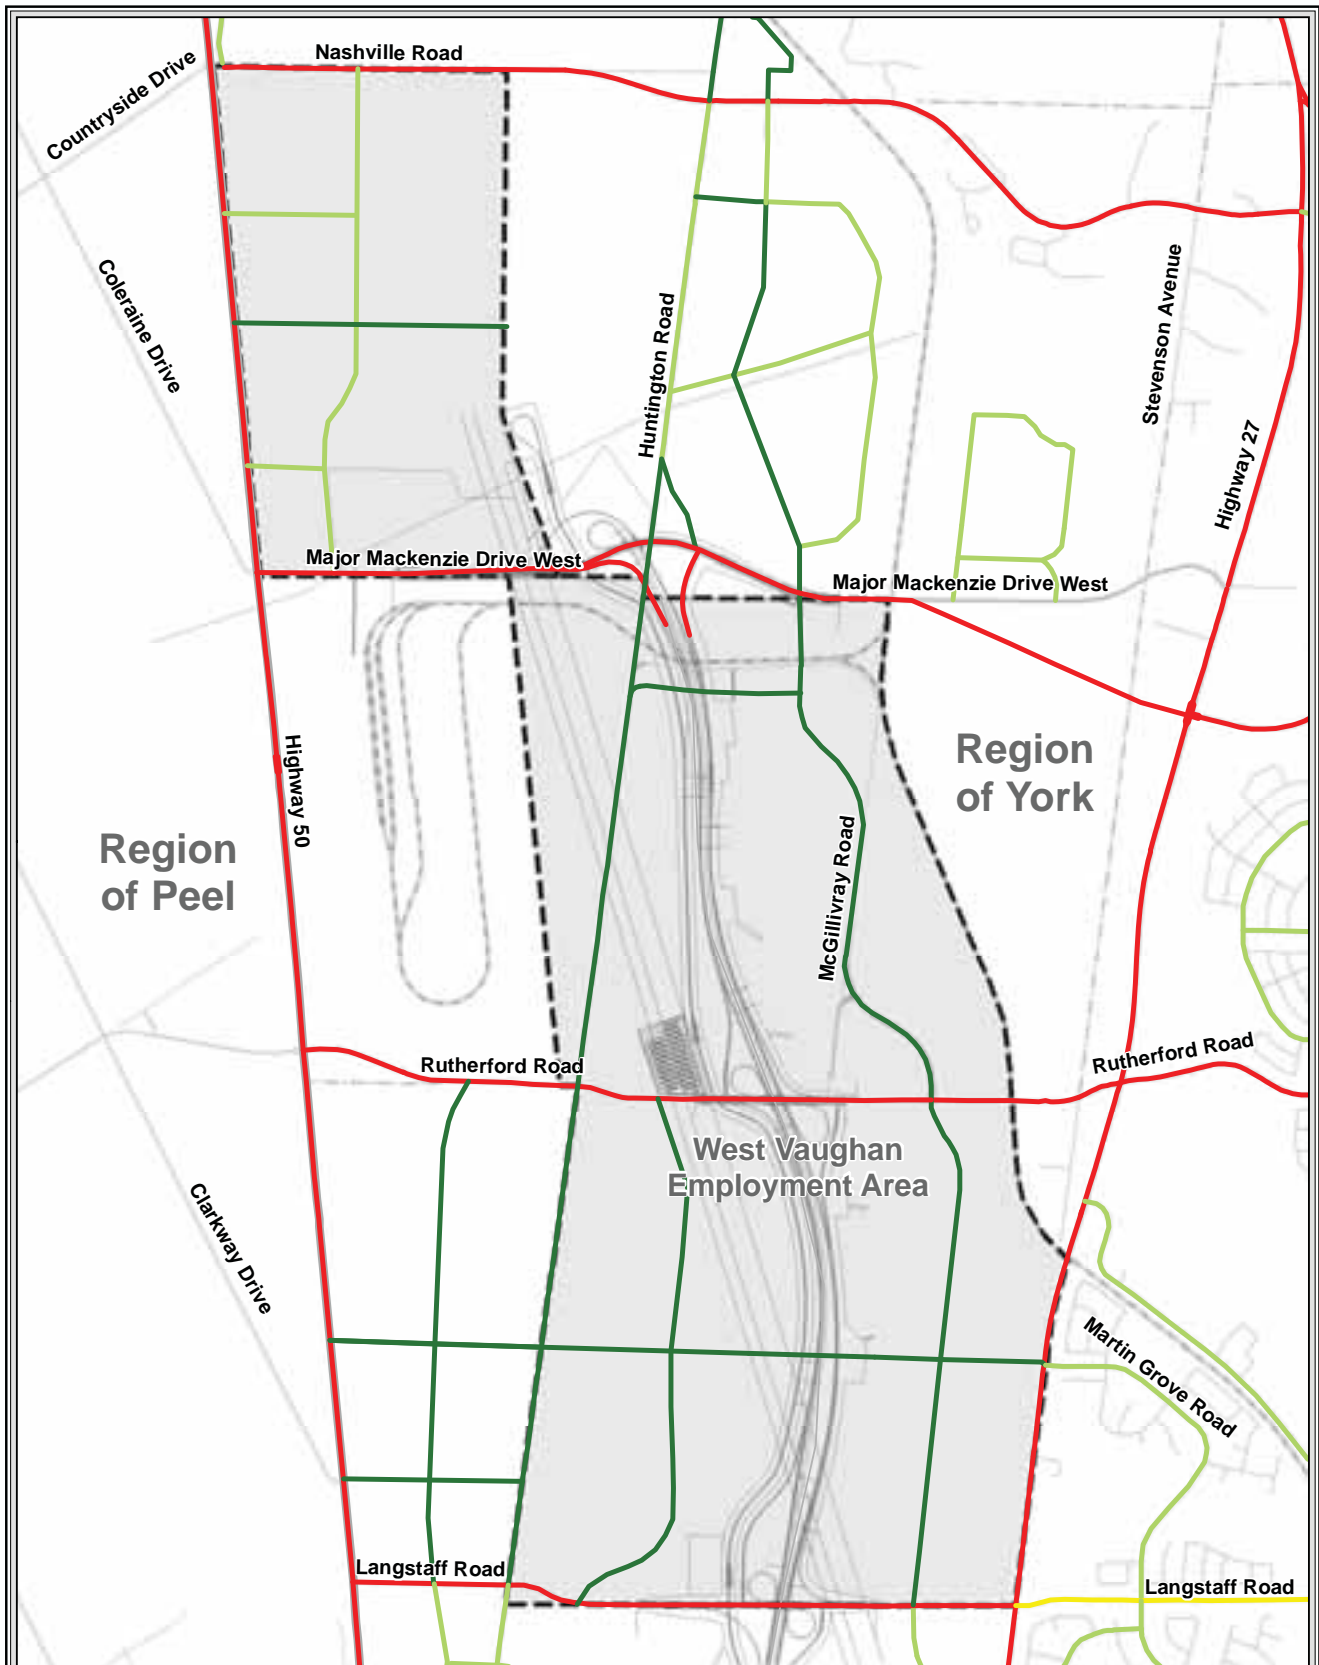 Nashville Road
Countryside Drive
Coleraine Drive
Huntington Road
Stevenson Avenue
Highway 27
Major Mackenzie Drive West
Major Mackenzie Drive West
Highway 50
Region
of York
Region
of Peel
McGillivray Road
Rutherford Road
Rutherford Road
West Vaughan
Employment Area
Clarkway Drive
Martin Grove Road
Langstaff Road
Langstaff Road